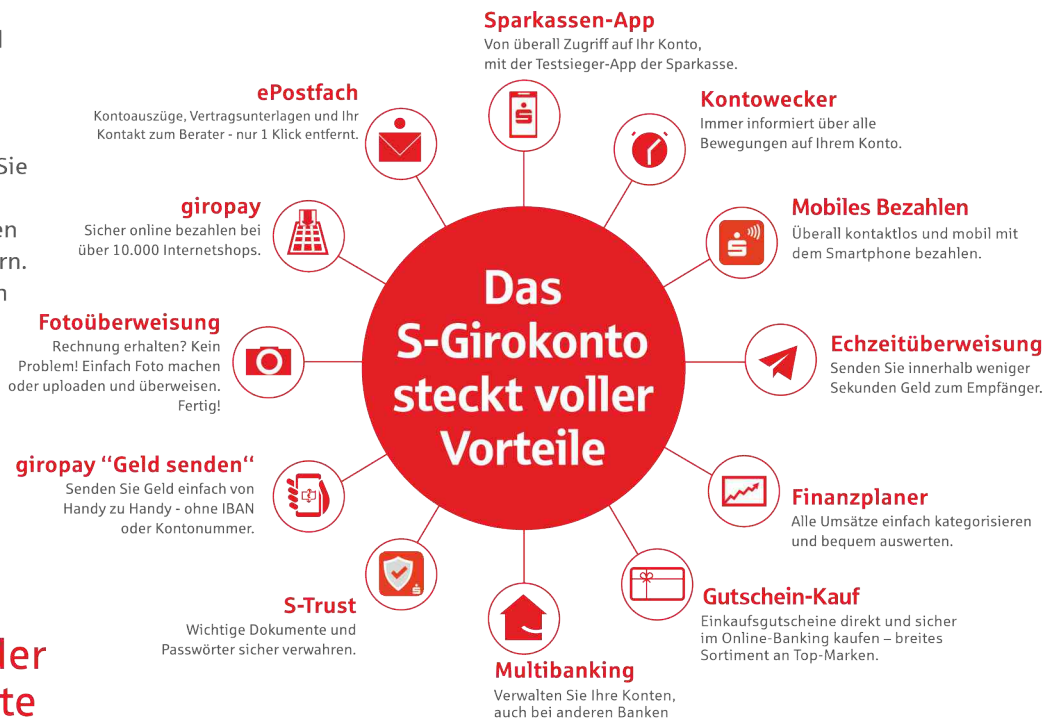 Sparkassen-App
Von überall Zugriff auf Ihr Konto,
mit der Testsieger-App der Sparkasse.
ePostfach
Kontoauszüge, Vertragsunterlagen und Ihr
Kontakt zum Berater - nur 1 Klick entfernt.
Kontowecker
Immer informiert über alle
Bewegungen auf Ihrem Konto.
Sie
giropay
Sicher online bezahlen bei
über 10.000 Internetshops.
en
rn.
n
Mobiles Bezahlen
Überall kontaktlos und mobil mit
dem Smartphone bezahlen.
Das
S-Girokonto
steckt voller
Vorteile
Fotoüberweisung
Rechnung erhalten? Kein
Problem! Einfach Foto machen
oder uploaden und überweisen.
Fertig!
Echzeitüberweisung
Senden Sie innerhalb weniger
Sekunden Geld zum Empfänger.
giropay “Geld senden“
Senden Sie Geld einfach von
Handy zu Handy - ohne IBAN
oder Kontonummer.
Finanzplaner
Alle Umsätze einfach kategorisieren
und bequem auswerten.
S-Trust
Wichtige Dokumente und
Passwörter sicher verwahren.
Gutschein-Kauf
Einkaufsgutscheine direkt und sicher
im Online-Banking kaufen – breites
Sortiment an Top-Marken.
Multibanking
Verwalten Sie Ihre Konten,
auch bei anderen Banken
der
te